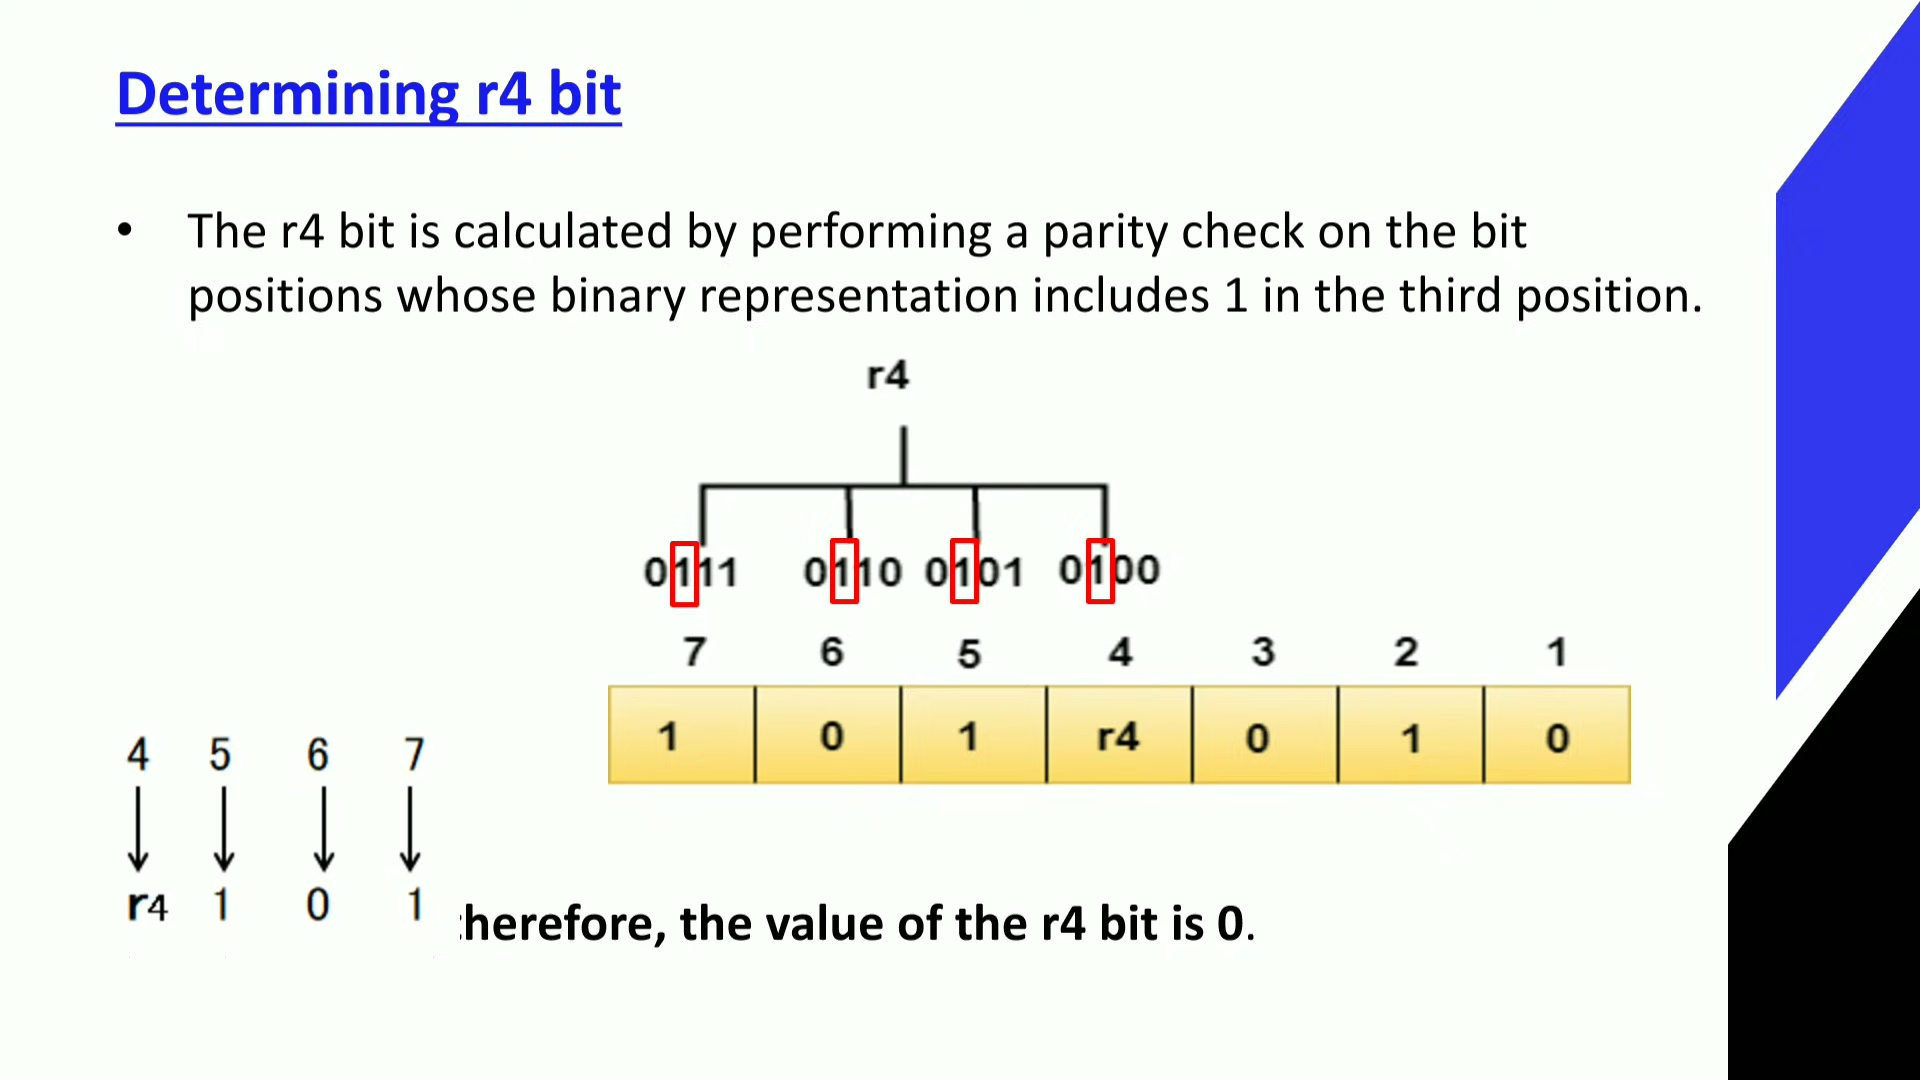 Determining r4 bit
• The r4 bit is calculated by performing a parity check on the bit
positions whose binary representation includes 1 in the third position.
r4
0111 0110 0101 0100
7 6 5 4 3 2 1
1 0 1 r4 0 1 0
4 5 6 7
r4 1 0 1
herefore, the value of the r4 bit is 0.